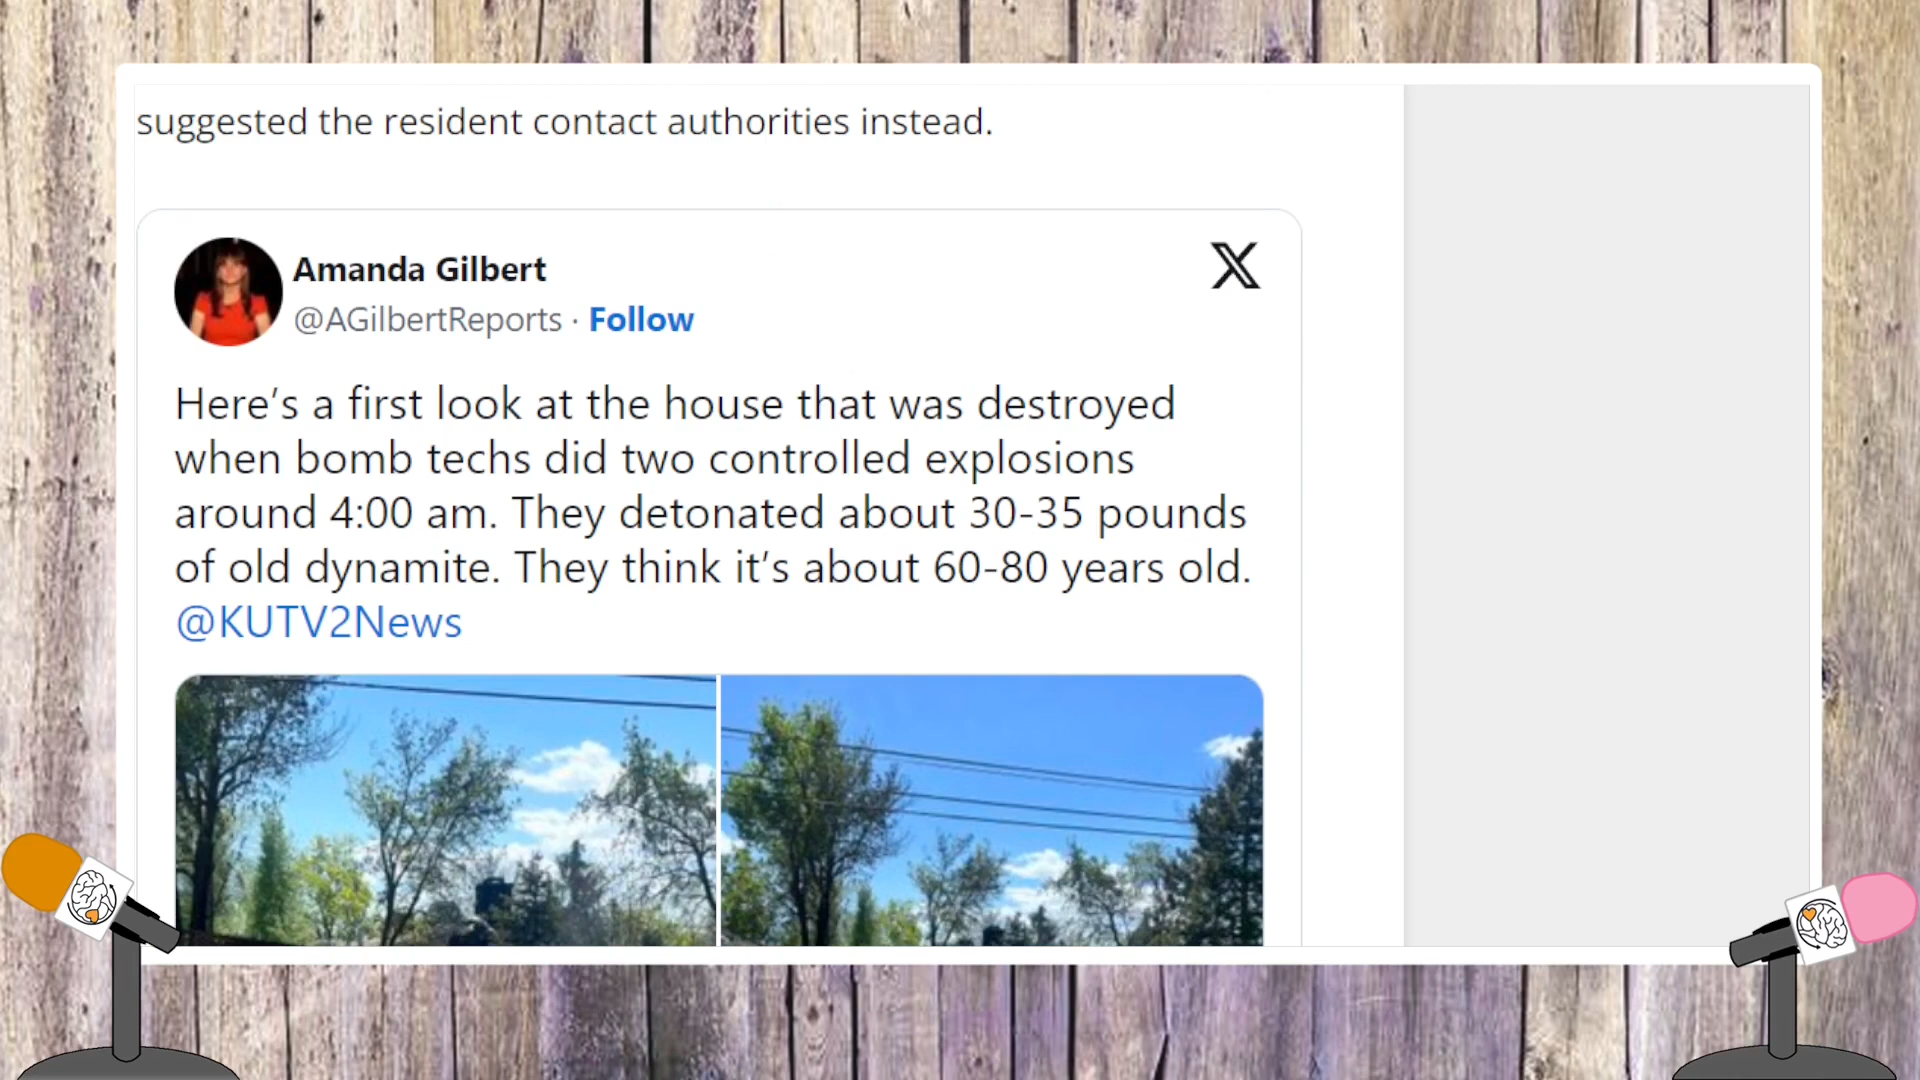 suggested the resident contact authorities instead.
Amanda Gilbert
@AGilbertReports · Follow
Here’s a first look at the house that was destroyed
when bomb techs did two controlled explosions
around 4:00 am. They detonated about 30-35 pounds
of old dynamite. They think it’s about 60-80 years old.
@KUTV2News